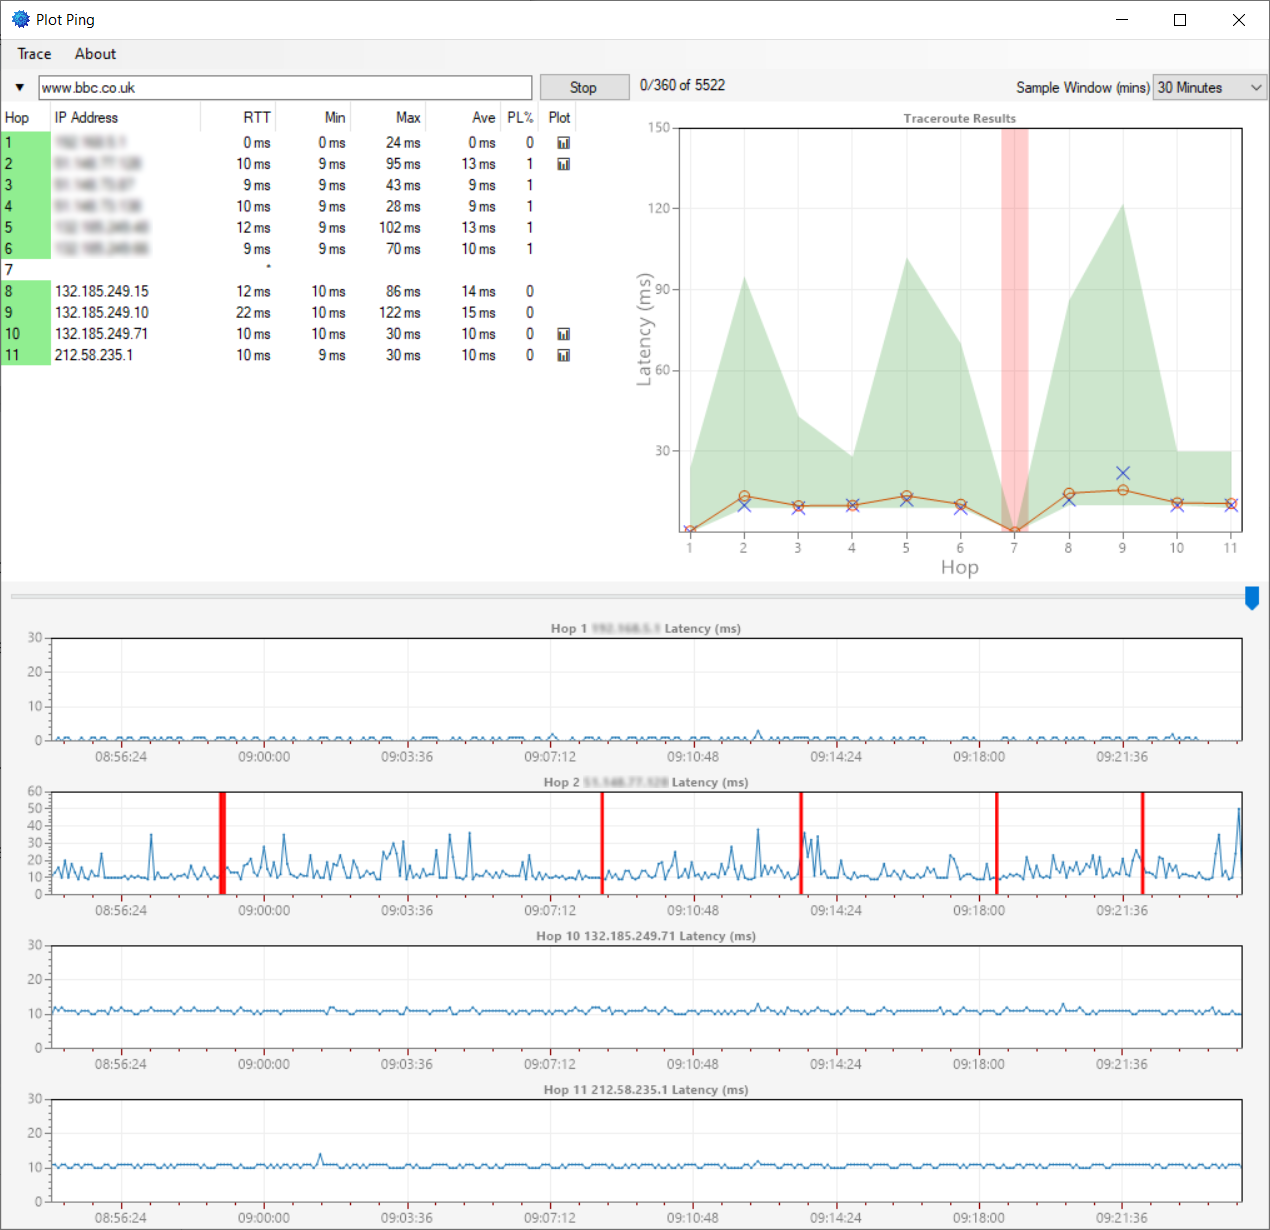 Plot Ping
Trace About
www.bbc.co.uk Stop 0/360 of 5522 Sample Window (mins) 30 Minutes
Hop IP Address RTT Min Max Ave PL% Plot
1 0 ms 0 ms 24 ms 0 ms 0
2 10 ms 9 ms 95 ms 13 ms 1
3 9 ms 9 ms 43 ms 9 ms 1
4 10 ms 9 ms 28 ms 9 ms 1
5 12 ms 9 ms 102 ms 13 ms 1
6 9 ms 9 ms 70 ms 10 ms 1
7 *
8 132.185.249.15 12 ms 10 ms 86 ms 14 ms 0
9 132.185.249.10 22 ms 10 ms 122 ms 15 ms 0
10 132.185.249.71 10 ms 10 ms 30 ms 10 ms 0
11 212.58.235.1 10 ms 9 ms 30 ms 10 ms 0
Traceroute Results
150
120
90
60
30
Latency (ms)
1 2 3 4 5 6 7 8 9 10 11
Hop
Hop 1 Latency (ms)
30
20
10
0
08:56:24 09:00:00 09:03:36 09:07:12 09:10:48 09:14:24 09:18:00 09:21:36
Hop 2 Latency (ms)
60
50
40
30
20
10
0
08:56:24 09:00:00 09:03:36 09:07:12 09:10:48 09:14:24 09:18:00 09:21:36
Hop 10 132.185.249.71 Latency (ms)
30
20
10
0
08:56:24 09:00:00 09:03:36 09:07:12 09:10:48 09:14:24 09:18:00 09:21:36
Hop 11 212.58.235.1 Latency (ms)
30
20
10
0
08:56:24 09:00:00 09:03:36 09:07:12 09:10:48 09:14:24 09:18:00 09:21:36